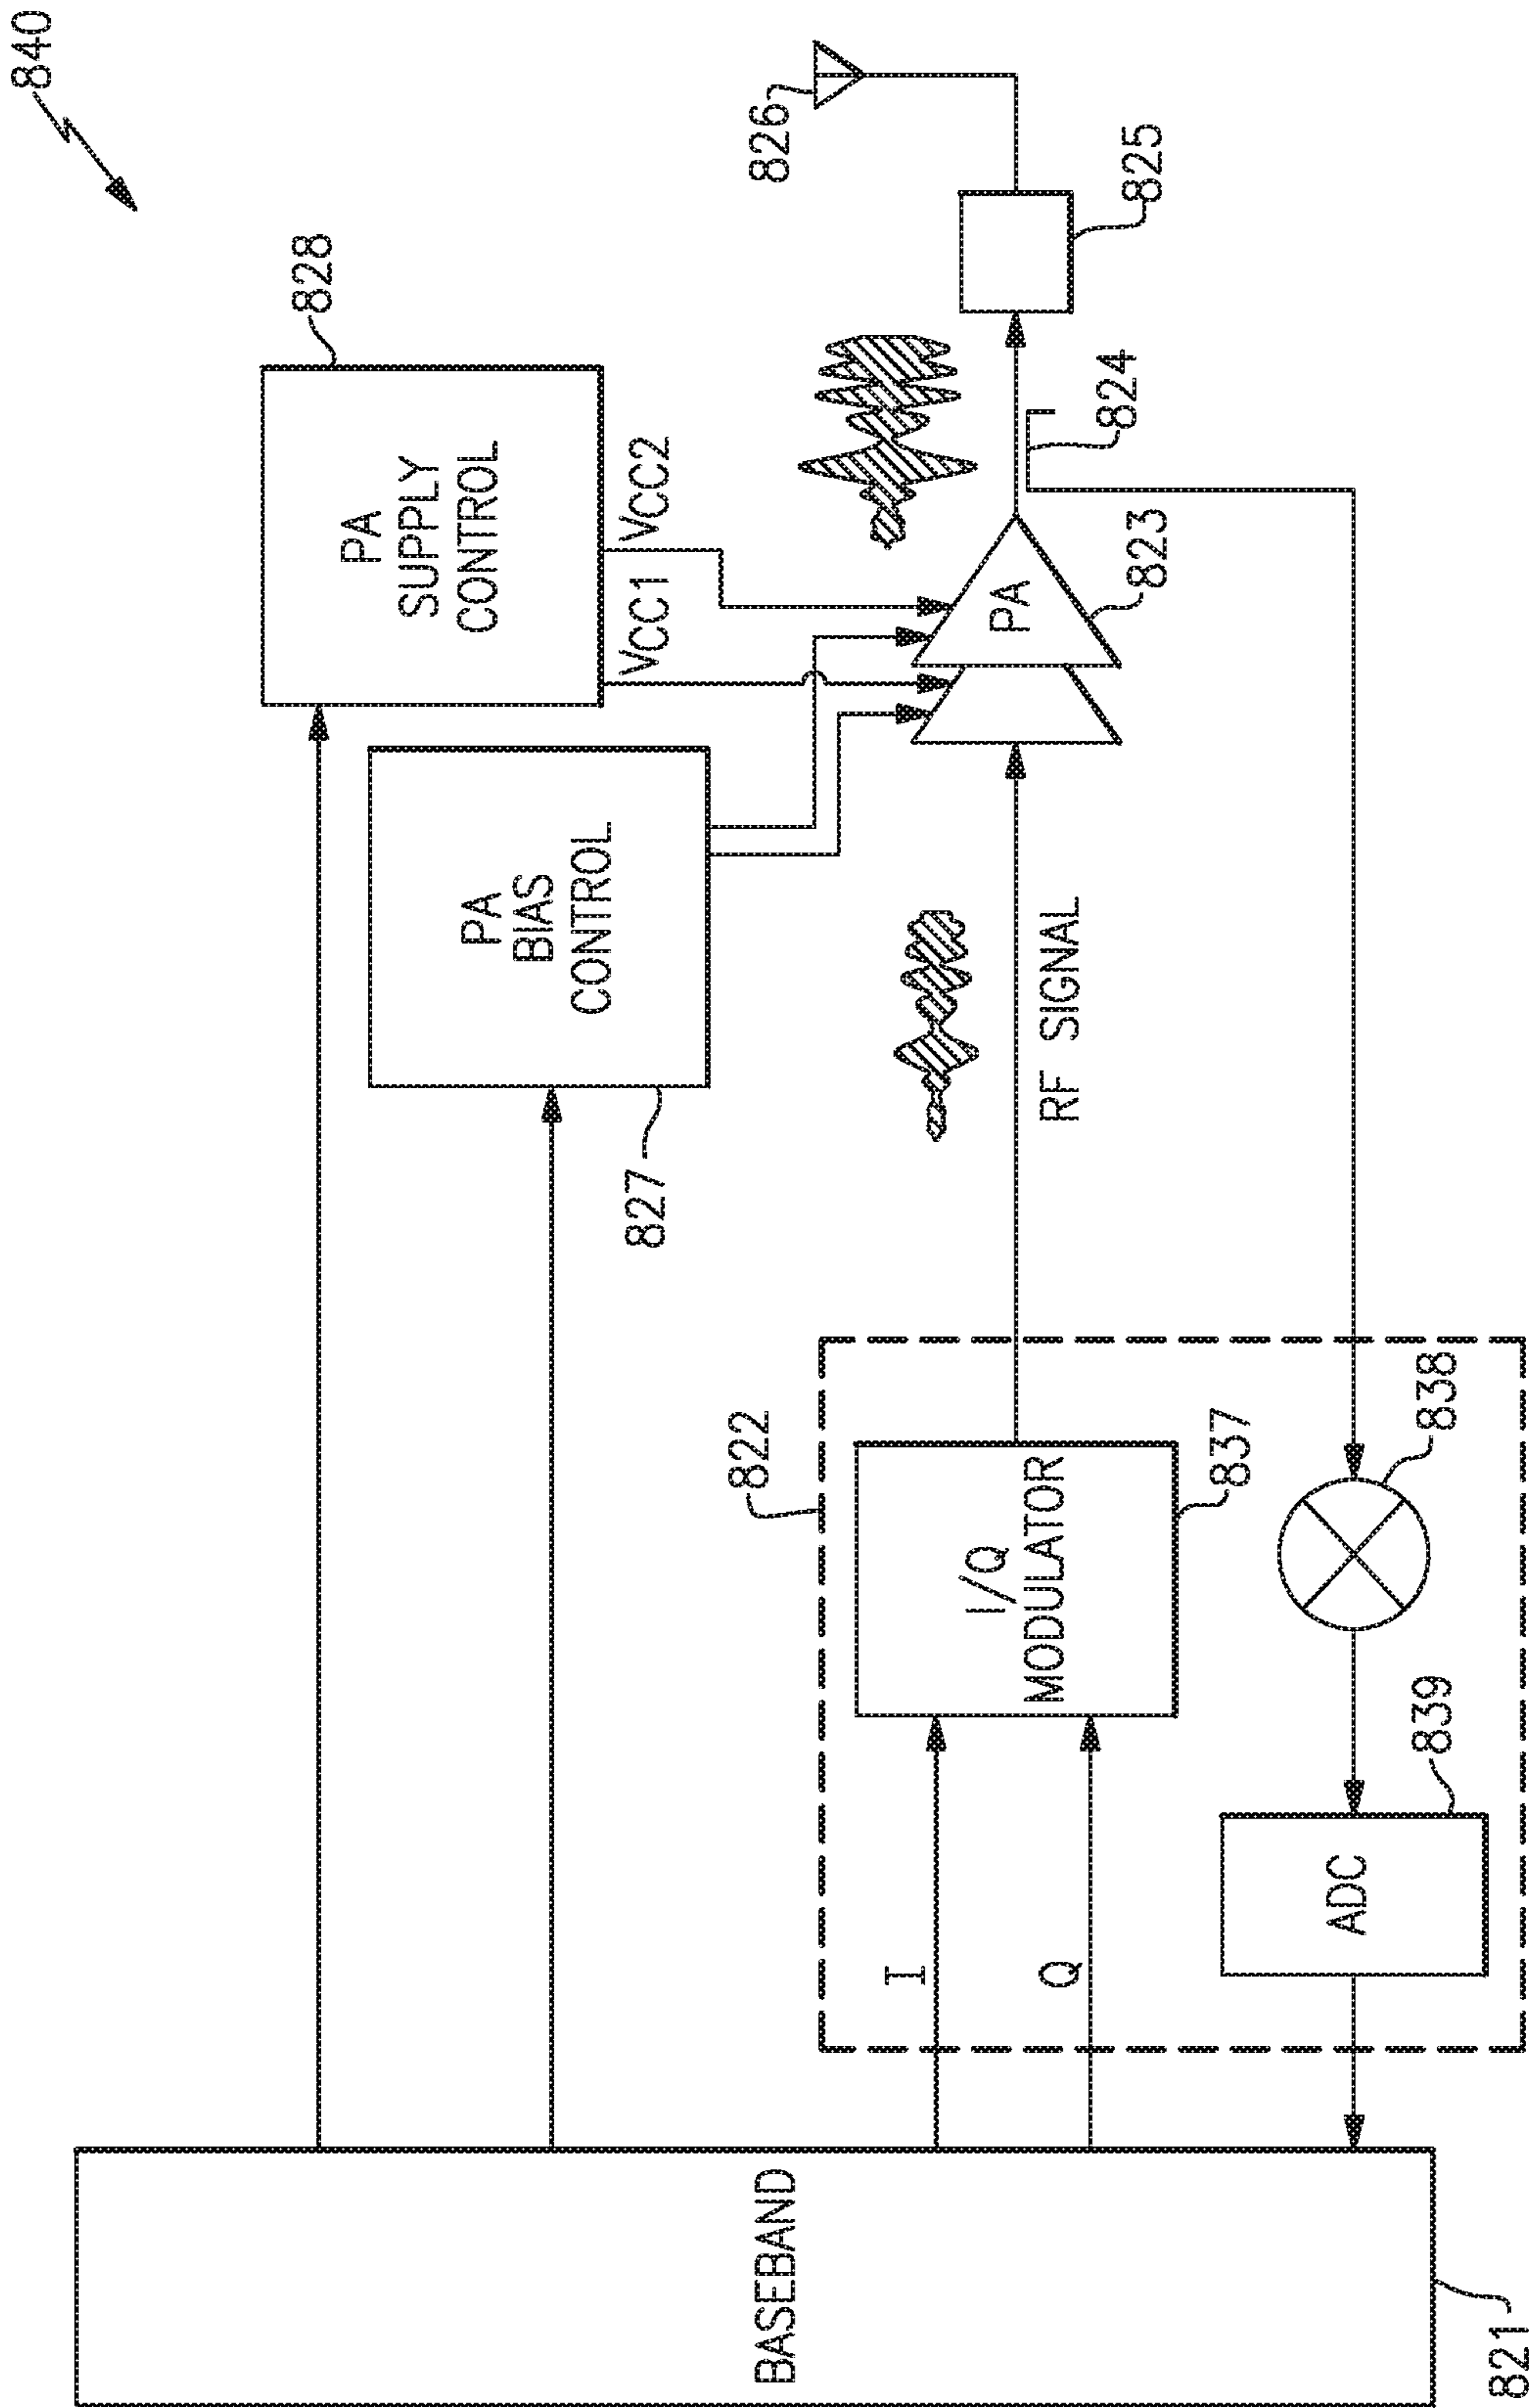 840
828
PA
SUPPLY
CONTROL
VCC1
VCC2
PA
BIAS
CONTROL
827
826
825
824
PA
823
RF SIGNAL
822
I/Q
MODULATOR
837
838
839
ADC
I
Q
BASEBAND
821